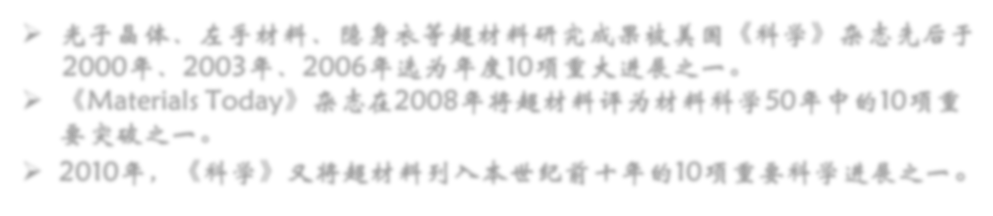 ➢ 光子晶体、左手材料、隐身衣等超材料研究成果被美国《科学》杂志先后于
2000年、2003年、2006年选为年度10项重大进展之一。
➢ 《Materials Today》杂志在2008年将超材料评为材料科学50年中的10项重
要突破之一。
➢ 2010年，《科学》又将超材料列入本世纪前十年的10项重要科学进展之一。